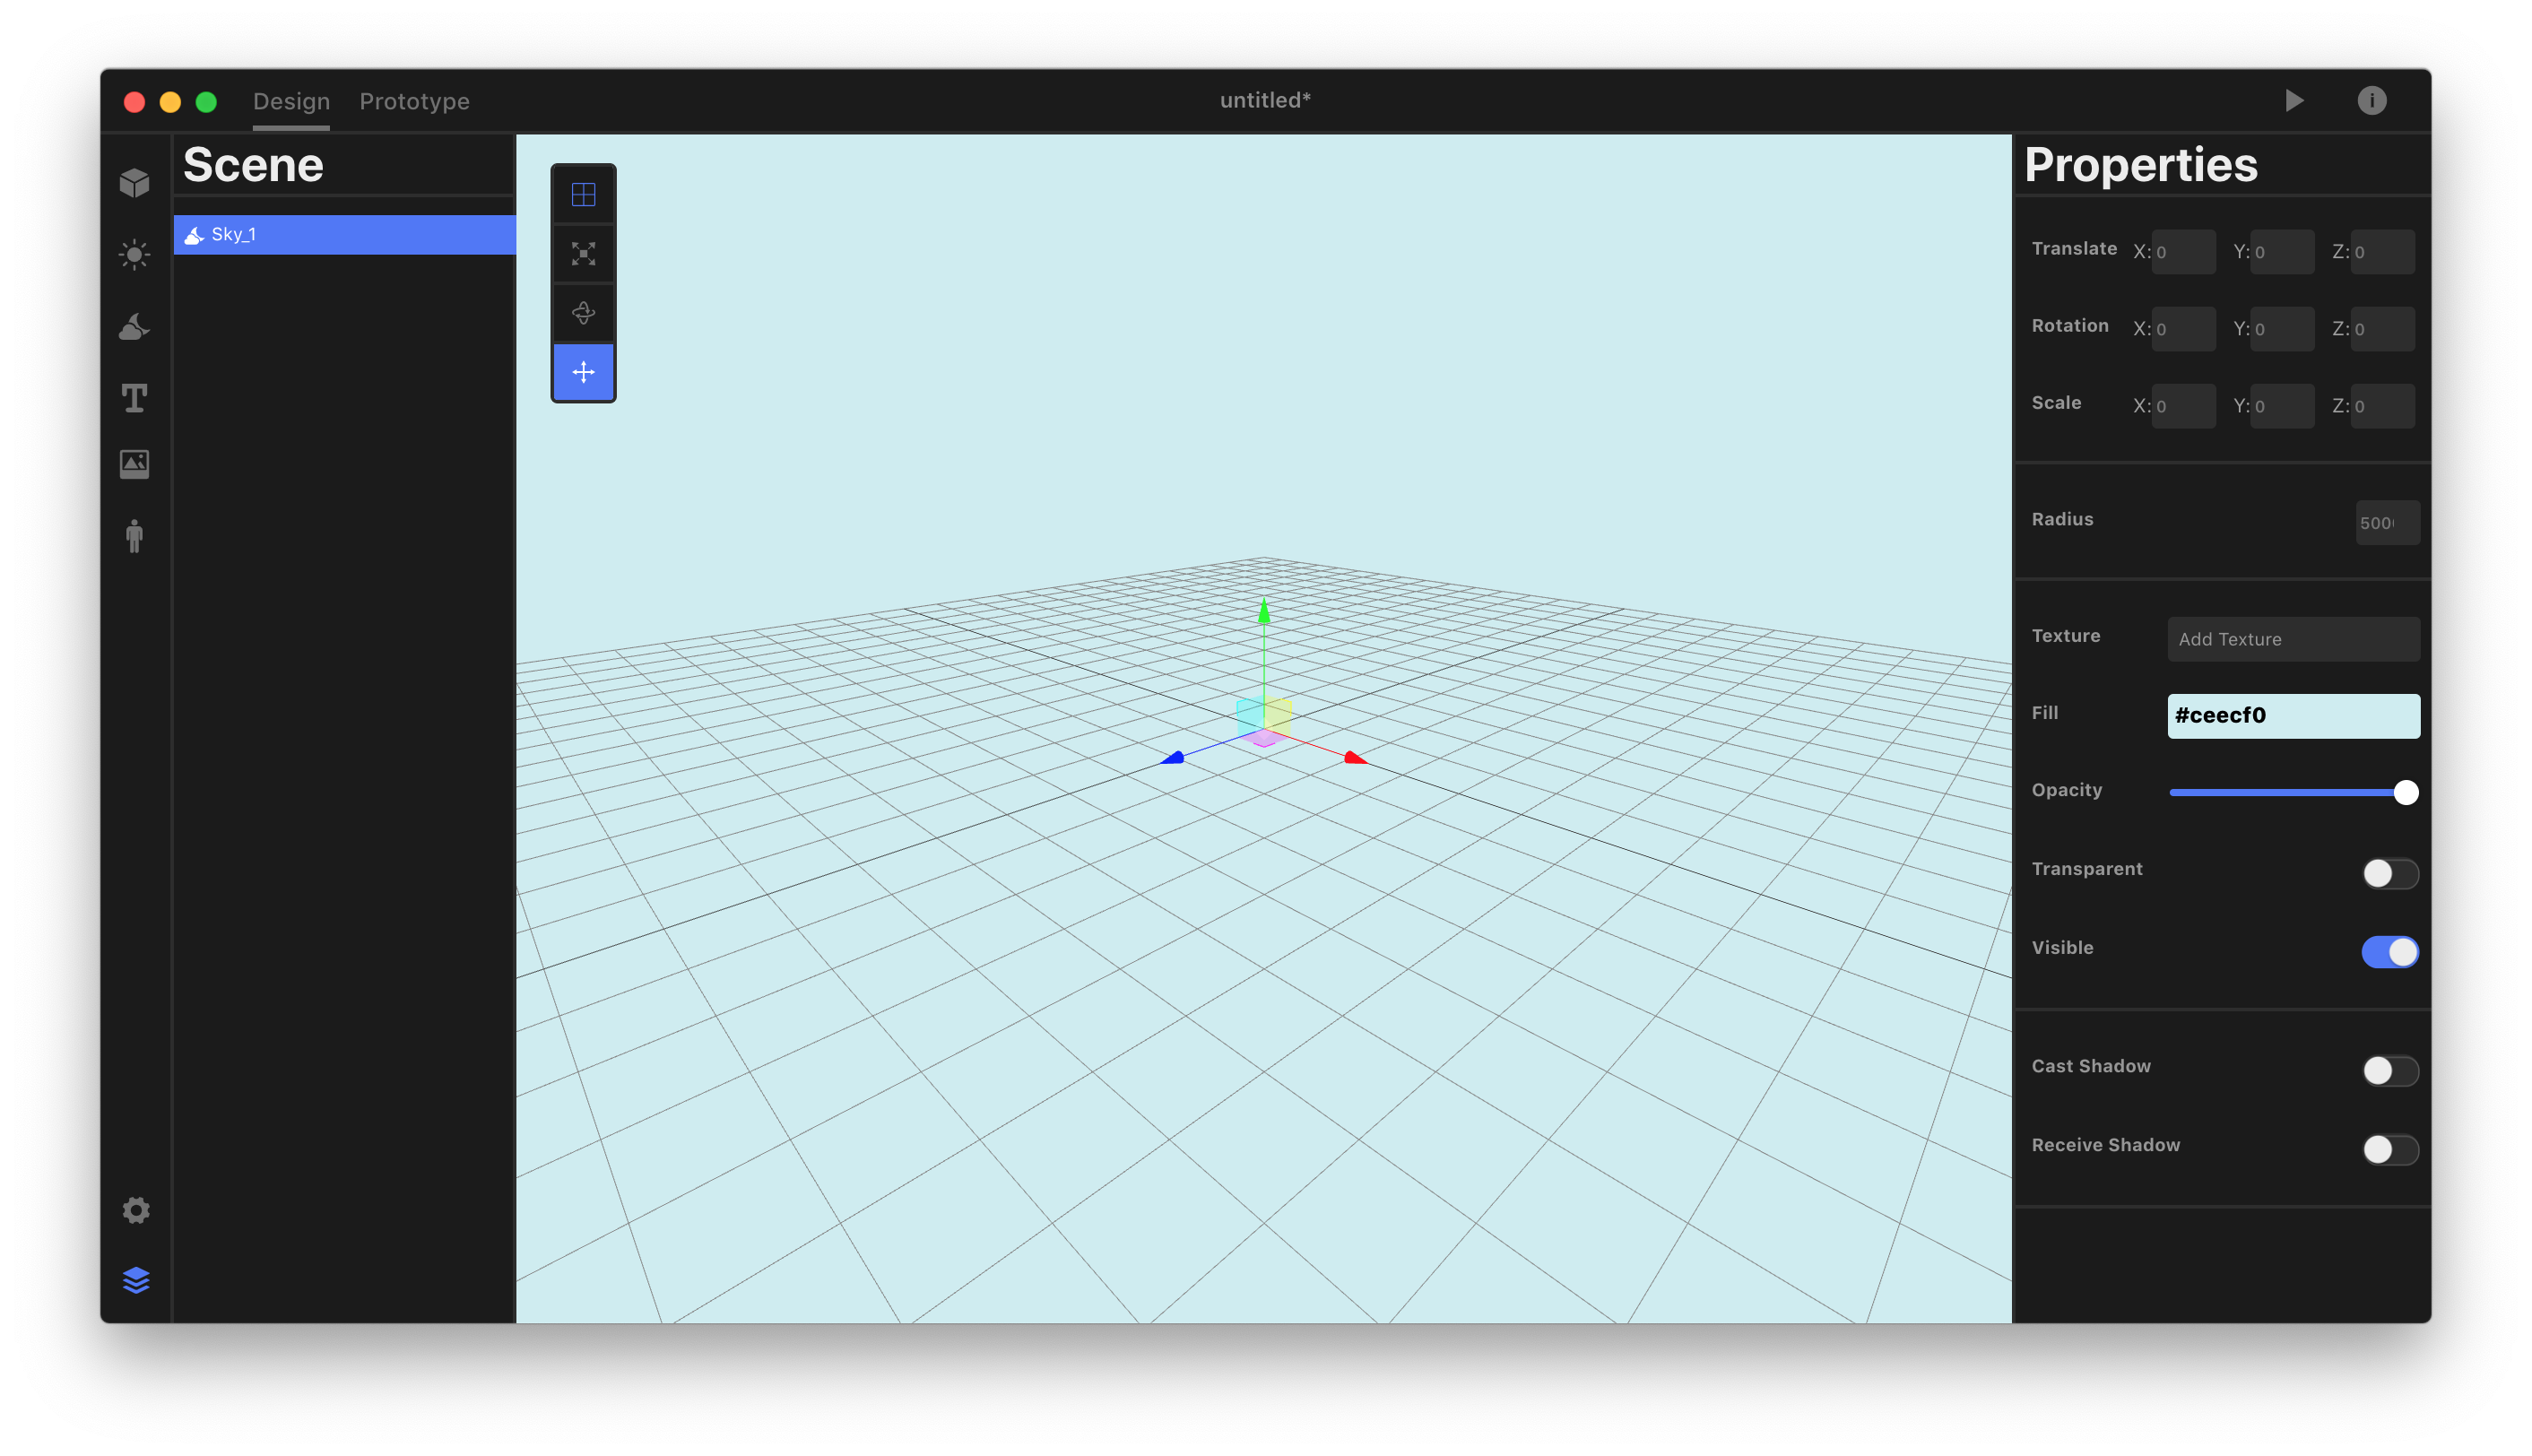 Design Prototype untitled*
Scene
Sky_1
Properties
Translate X: 0 Y: 0 Z: 0
Rotation X: 0 Y: 0 Z: 0
Scale X: 0 Y: 0 Z: 0
Radius 500
Texture Add Texture
Fill #ceecf0
Opacity
Transparent
Visible
Cast Shadow
Receive Shadow